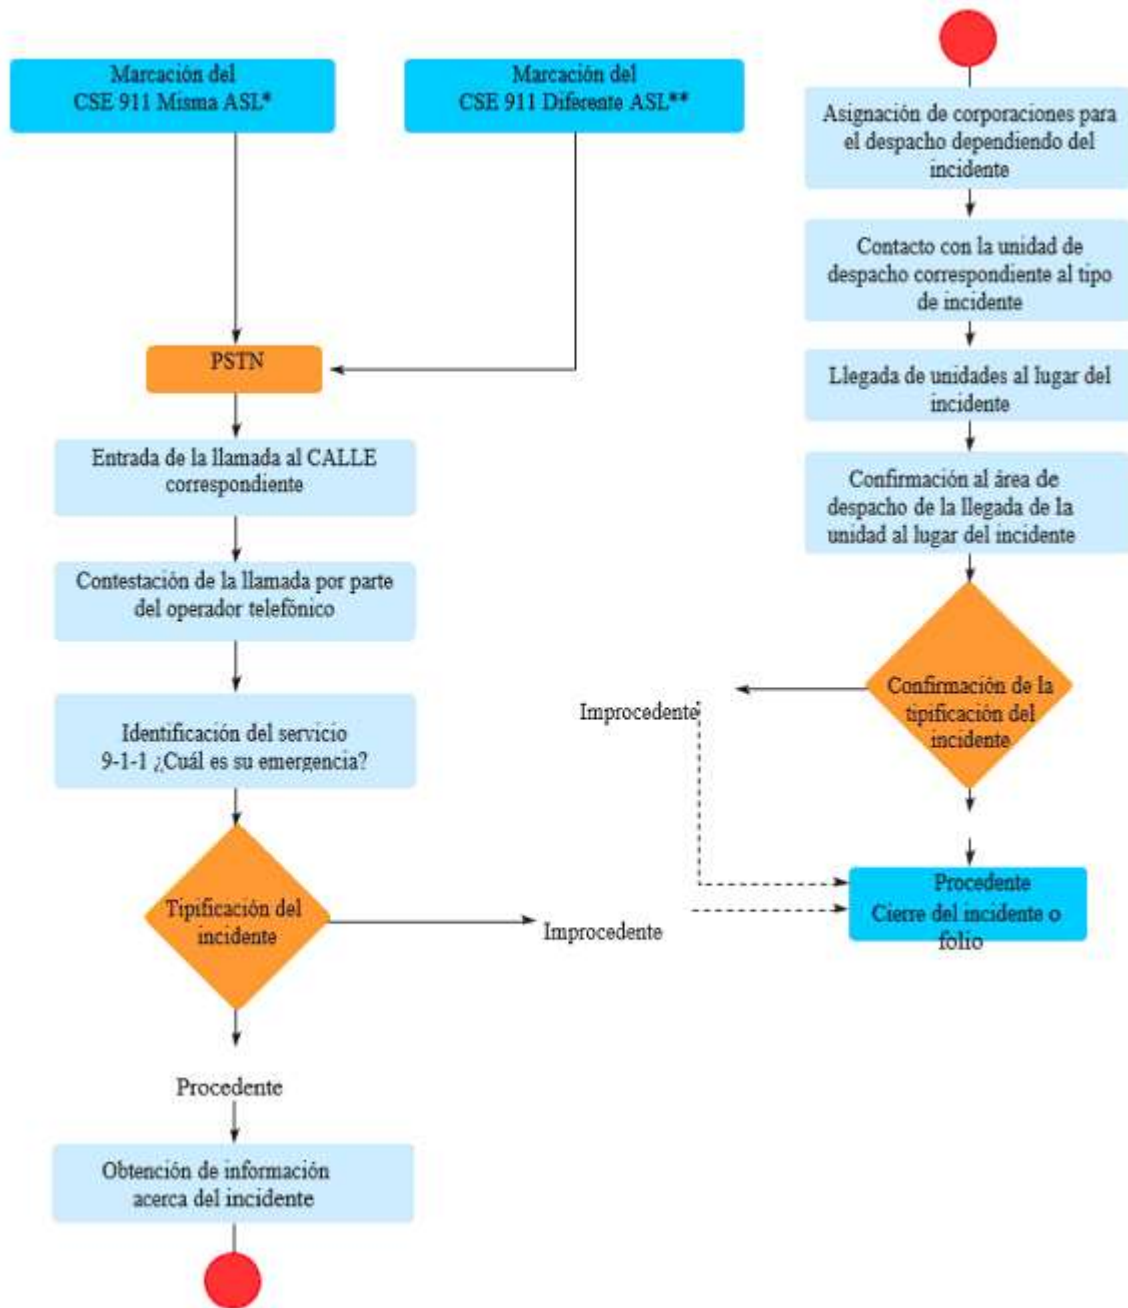 Marcación del
CSE 911 Misma ASL*
Marcación del
CSE 911 Diferente ASL**
PSTN
Entrada de la llamada al CALLE
correspondiente
Contestación de la llamada por parte
del operador telefónico
Identificación del servicio
9-1-1 ¿Cuál es su emergencia?
Tipificación del
incidente
Improcedente
Procedente
Obtención de información
acerca del incidente
Asignación de corporaciones para
el despacho dependiendo del
incidente
Contacto con la unidad de
despacho correspondiente al tipo
de incidente
Llegada de unidades al lugar del
incidente
Confirmación al área de
despacho de la llegada de la
unidad al lugar del incidente
Confirmación de la
tipificación del
incidente
Improcedente
Procedente
Cierre del incidente o
folio